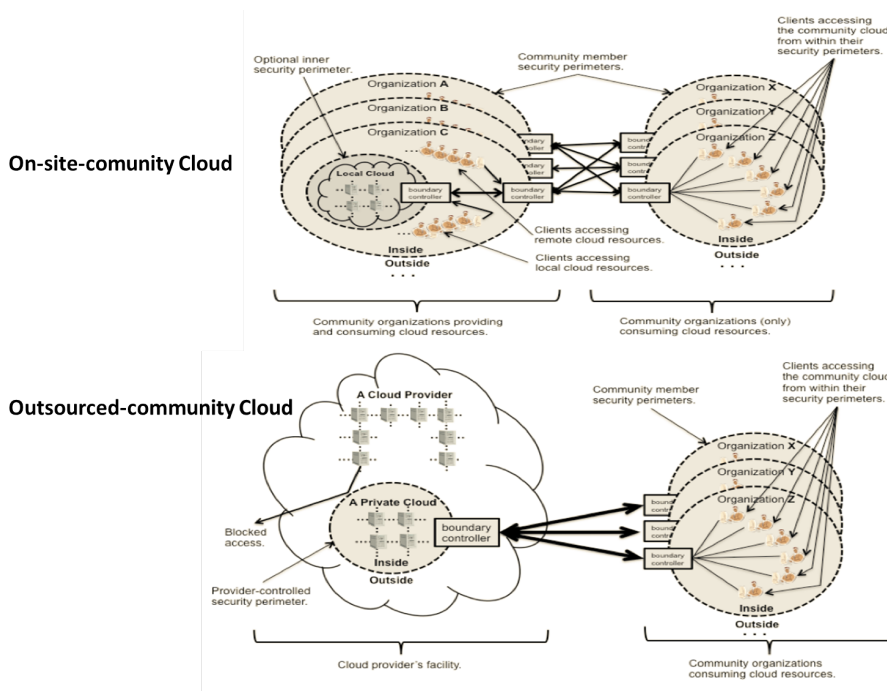 On-site-comunity Cloud
Optional inner
security perimeter.
Community member
security perimeters.
Clients accessing
the community cloud
from within their
security perimeters.
Organization A
Organization B
Organization C
Local Cloud
boundary
controller
boundary
controller
boundary
controller
Organization X
Organization Y
Organization Z
Clients accessing
remote cloud resources.
Clients accessing
local cloud resources.
Inside
Outside
. . .
Inside
Outside
. . .
Community organizations providing
and consuming cloud resources.
Community organizations (only)
consuming cloud resources.
Outsourced-community Cloud
A Cloud Provider
Community member
security perimeters.
Clients accessing
the community cloud
from within their
security perimeters.
Organization X
Organization Y
Organization Z
A Private Cloud
boundary
controller
boundary
controller
Blocked
access.
Inside
Outside
Provider-controlled
security perimeter.
Inside
Outside
. . .
Cloud provider's facility.
Community organizations
consuming cloud resources.